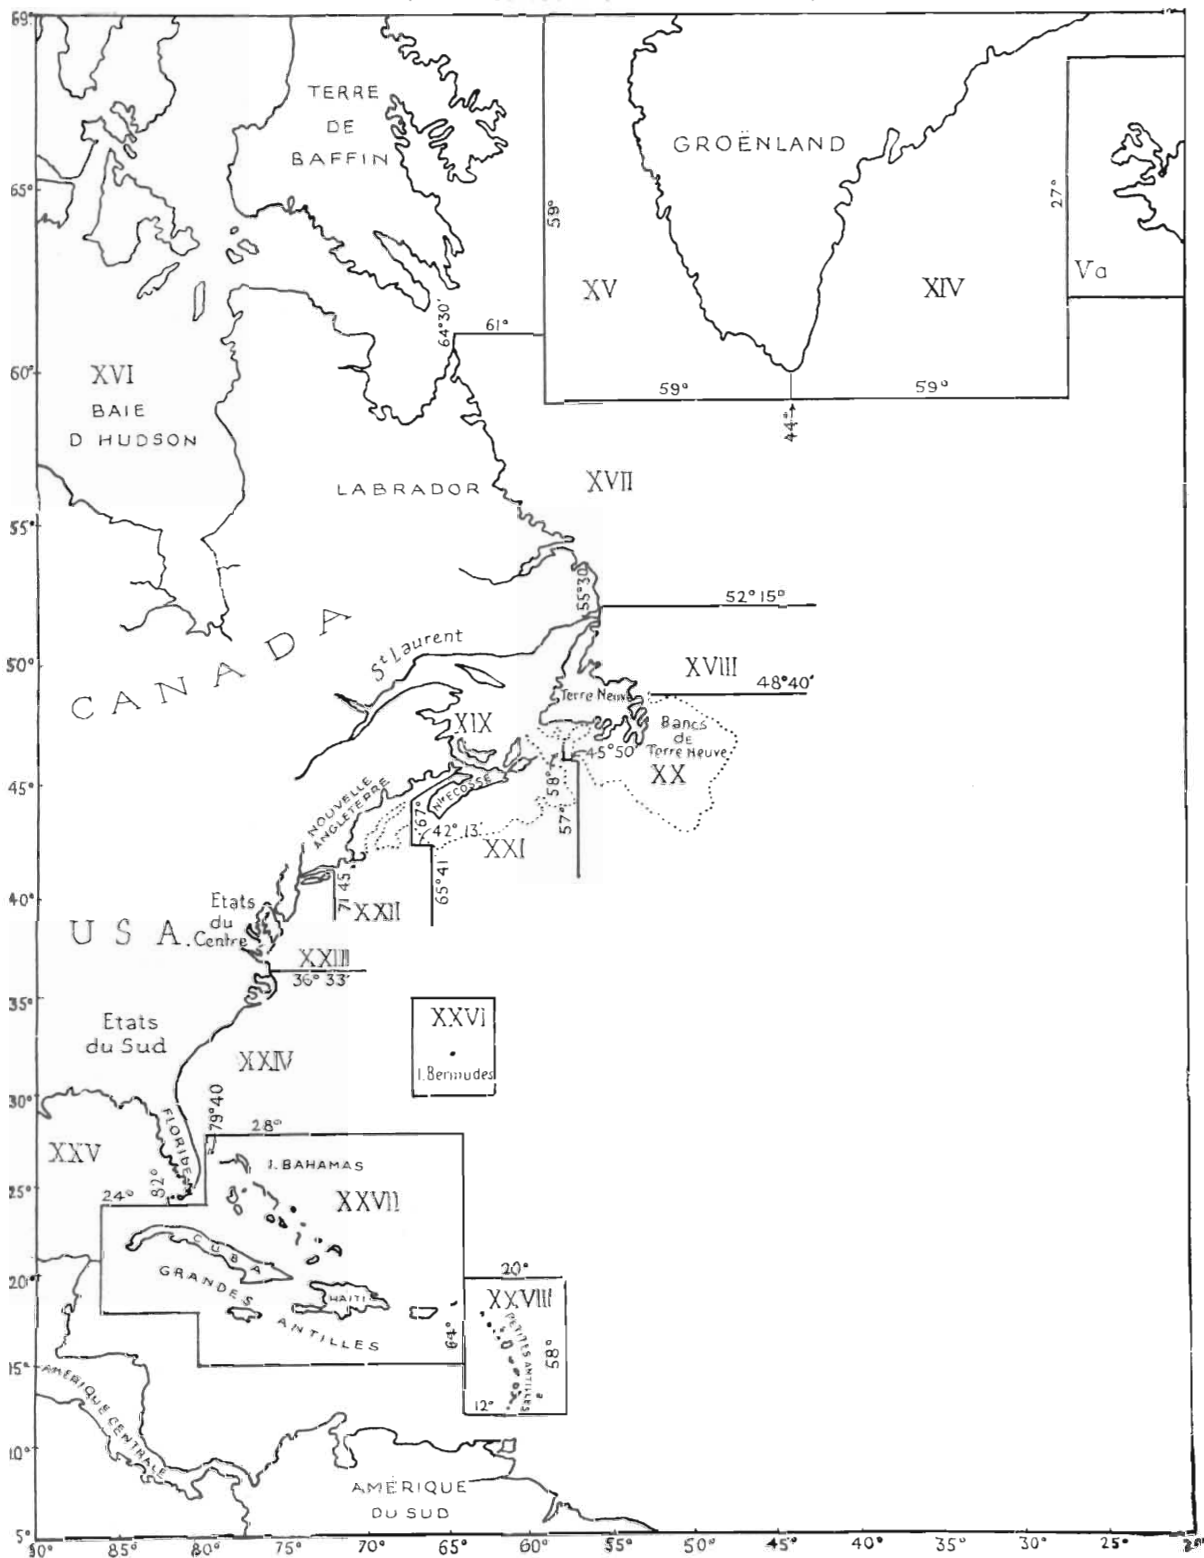 69°
TERRE
DE
BAFFIN
GROËNLAND
65°
59°
27°
XV
XIV
Va
64°30'
61°
60°
XVI
BAIE
D HUDSON
59°
59°
44°
LABRADOR
XVII
55°
55°30
52°15°
CANADA
St Laurent
50°
XVIII
48°40'
Terre Neuve
XIX
Bancs
de
Terre Neuve
45°50'
XX
58°
57°
45°
NOUVELLE
ANGLETERRE
Nlle ECOSSE
67°
42° 13'
XXI
65°41
71°45'
XXII
40°
Etats
du
Centre
USA.
XXIII
36° 33'
35°
Etats
du Sud
XXIV
XXVI
I. Bermudes
30°
79°40
FLORIDE
28°
XXV
I. BAHAMAS
25°
24°
82°
XXVII
CUBA
20°
GRANDES
ANTILLES
HAITI
20°
XXVIII
PETITES ANTILLES
64°
58°
15°
12°
AMÉRIQUE CENTRALE
10°
AMÉRIQUE
DU SUD
5°
90° 85° 80° 75° 70° 65° 60° 55° 50° 45° 40° 35° 30° 25° 20°